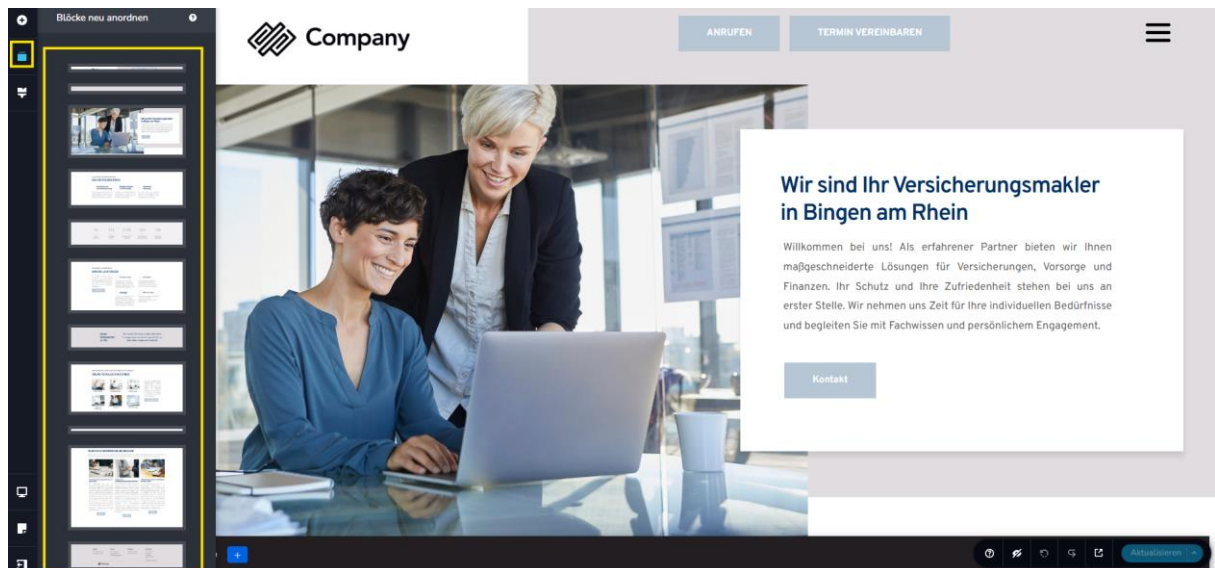 Blöcke neu anordnen
Company
ANRUFEN
TERMIN VEREINBAREN
Wir sind Ihr Versicherungsmakler
in Bingen am Rhein
Willkommen bei uns! Als erfahrener Partner bieten wir Ihnen
maßgeschneiderte Lösungen für Versicherungen, Vorsorge und
Finanzen. Ihr Schutz und Ihre Zufriedenheit stehen bei uns an
erster Stelle. Wir nehmen uns Zeit für Ihre individuellen Bedürfnisse
und begleiten Sie mit Fachwissen und persönlichem Engagement.
Kontakt
Aktualisieren